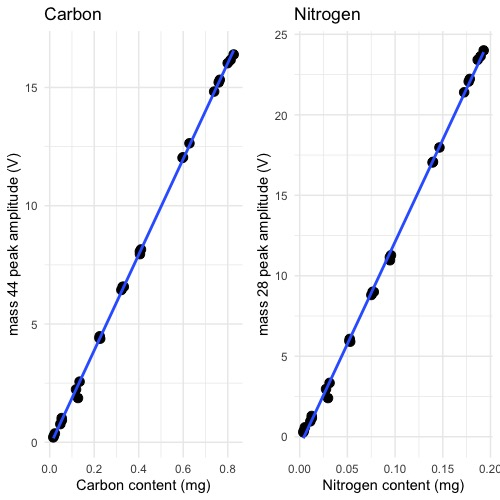 Carbon
mass 44 peak amplitude (V)
15
10
5
0
0.0 0.2 0.4 0.6 0.8
Carbon content (mg)
Nitrogen
mass 28 peak amplitude (V)
25
20
15
10
5
0
0.00 0.05 0.10 0.15 0.20
Nitrogen content (mg)